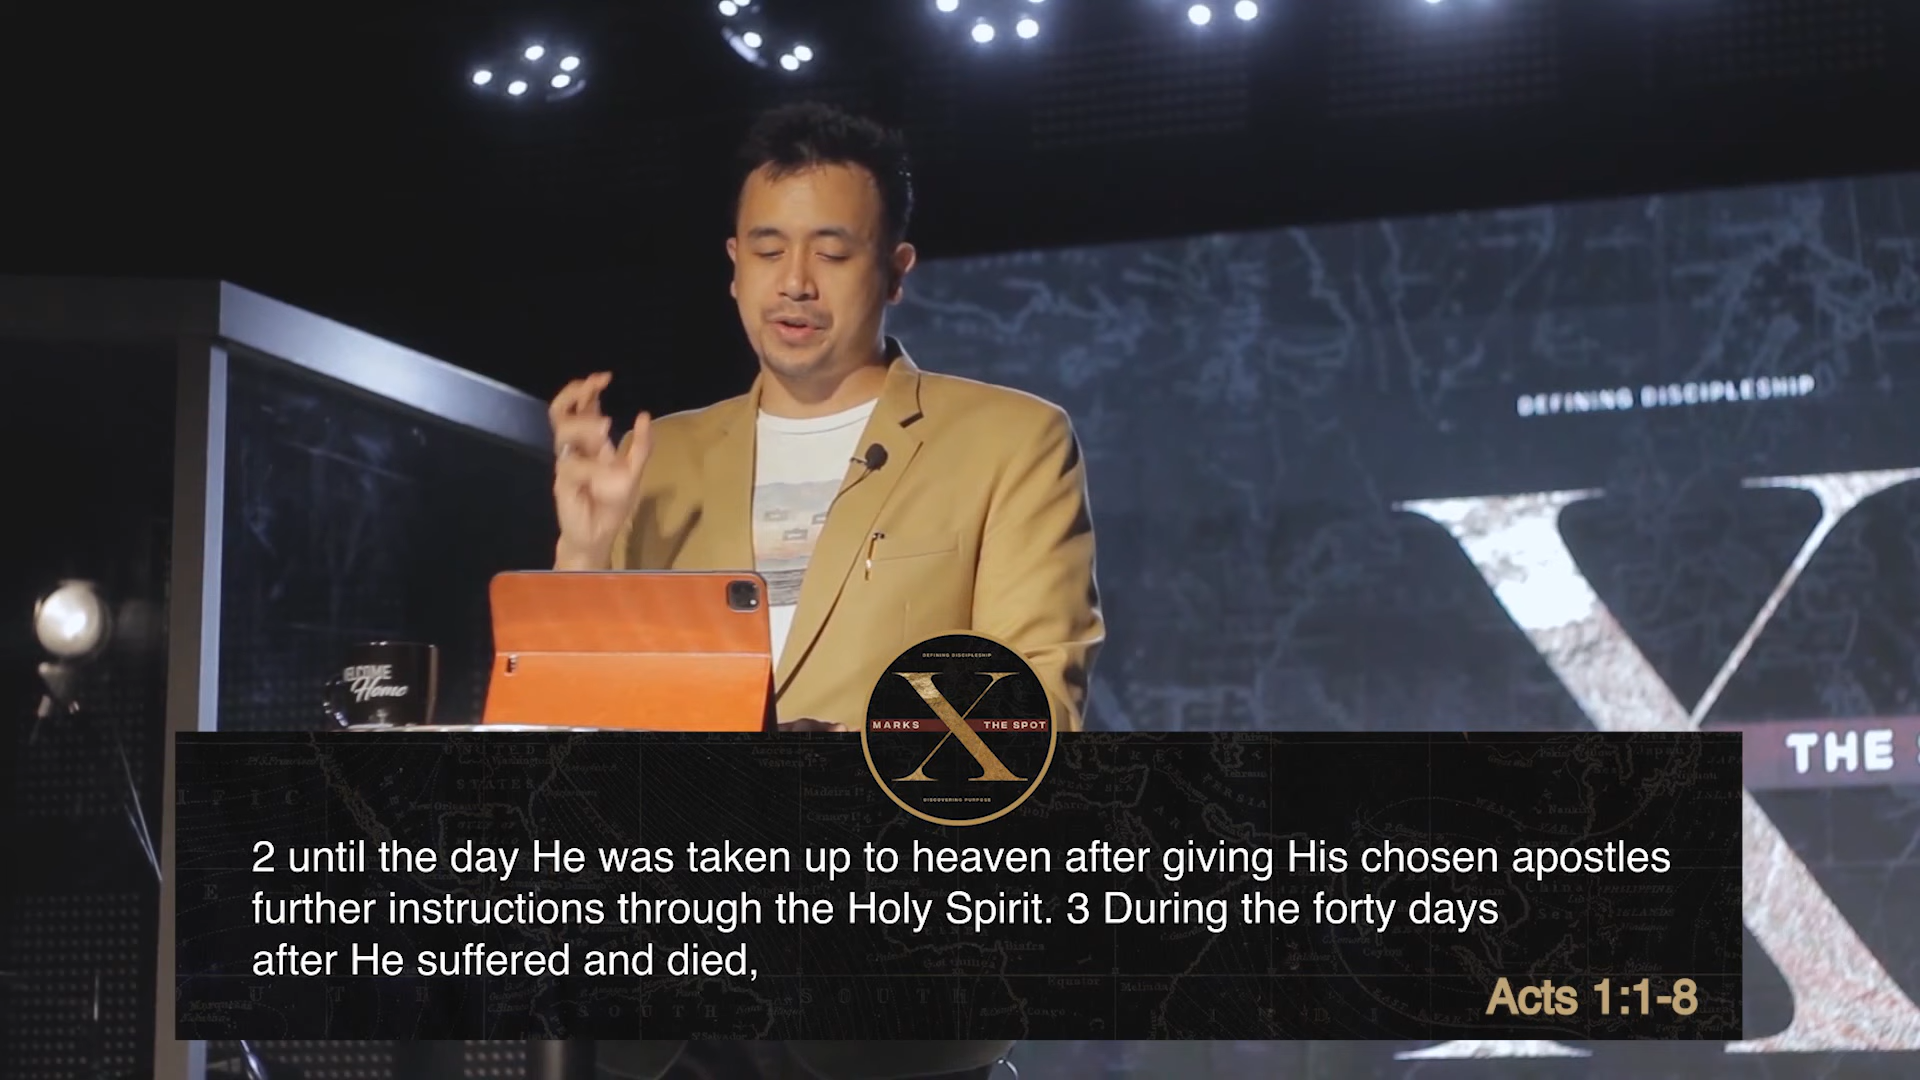 DEFINING DISCIPLESHIP
X
THE
ELCOME
Home
DEFINING DISCIPLESHIP
X
MARKS THE SPOT
DISCOVERING PURPOSE
2 until the day He was taken up to heaven after giving His chosen apostles
further instructions through the Holy Spirit. 3 During the forty days
after He suffered and died,
Acts 1:1-8